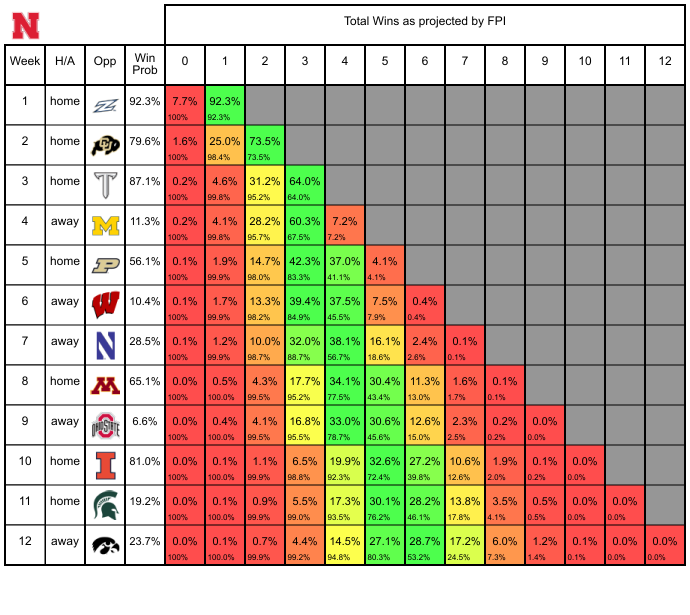 N
Total Wins as projected by FPI
Week H/A Opp Win Prob 0 1 2 3 4 5 6 7 8 9 10 11 12
1 home Z 92.3% 7.7% 92.3%
100% 92.3%
2 home CU 79.6% 1.6% 25.0% 73.5%
100% 98.4% 73.5%
3 home T 87.1% 0.2% 4.6% 31.2% 64.0%
100% 99.8% 95.2% 64.0%
4 away M 11.3% 0.2% 4.1% 28.2% 60.3% 7.2%
100% 99.8% 95.7% 67.5% 7.2%
5 home P 56.1% 0.1% 1.9% 14.7% 42.3% 37.0% 4.1%
100% 99.9% 98.0% 83.3% 41.1% 4.1%
6 away W 10.4% 0.1% 1.7% 13.3% 39.4% 37.5% 7.5% 0.4%
100% 99.9% 98.2% 84.9% 45.5% 7.9% 0.4%
7 away N 28.5% 0.1% 1.2% 10.0% 32.0% 38.1% 16.1% 2.4% 0.1%
100% 99.9% 98.7% 88.7% 56.7% 18.6% 2.6% 0.1%
8 home M 65.1% 0.0% 0.5% 4.3% 17.7% 34.1% 30.4% 11.3% 1.6% 0.1%
100% 100.0% 99.5% 95.2% 77.5% 43.4% 13.0% 1.7% 0.1%
9 away OHIO STATE 6.6% 0.0% 0.4% 4.1% 16.8% 33.0% 30.6% 12.6% 2.3% 0.2% 0.0%
100% 100.0% 99.5% 95.5% 78.7% 45.6% 15.0% 2.5% 0.2% 0.0%
10 home I 81.0% 0.0% 0.1% 1.1% 6.5% 19.9% 32.6% 27.2% 10.6% 1.9% 0.1% 0.0%
100% 100.0% 99.9% 98.8% 92.3% 72.4% 39.8% 12.6% 2.0% 0.2% 0.0%
11 home 19.2% 0.0% 0.1% 0.9% 5.5% 17.3% 30.1% 28.2% 13.8% 3.5% 0.5% 0.0% 0.0%
100% 100.0% 99.9% 99.0% 93.5% 76.2% 46.1% 17.8% 4.1% 0.5% 0.0% 0.0%
12 away 23.7% 0.0% 0.1% 0.7% 4.4% 14.5% 27.1% 28.7% 17.2% 6.0% 1.2% 0.1% 0.0% 0.0%
100% 100.0% 99.9% 99.2% 94.8% 80.3% 53.2% 24.5% 7.3% 1.4% 0.1% 0.0% 0.0%